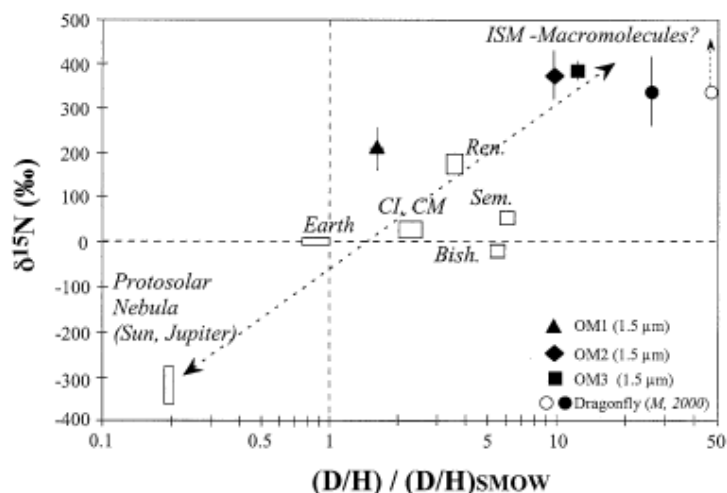 ISM -Macromolecules?
500
400
300
200
100
0
-100
-200
-300
-400
δ¹⁵N (‰)
Ren.
CI, CM
Sem.
Earth
Bish.
Protosolar
Nebula
(Sun, Jupiter)
OM1 (1.5 µm)
OM2 (1.5 µm)
OM3 (1.5 µm)
Dragonfly (M, 2000)
0.1 0.5 1 5 10 50
(D/H) / (D/H)SMOW